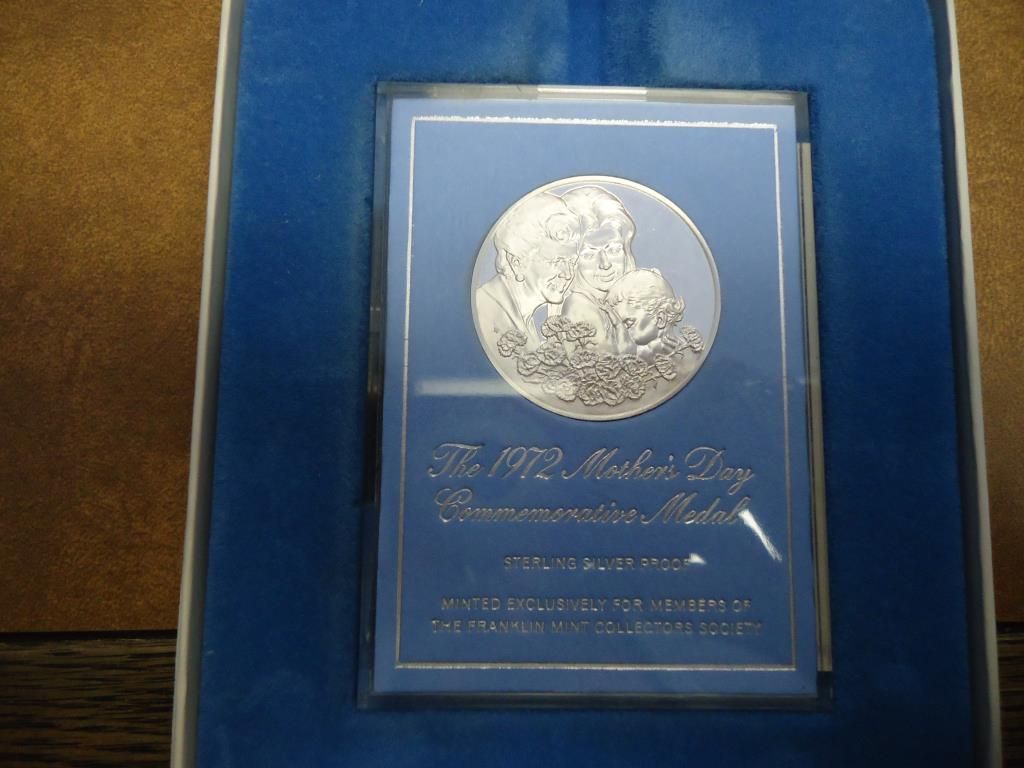 The 1972 Mother's Day
Commemorative Medal
STERLING SILVER PROOF
MINTED EXCLUSIVELY FOR MEMBERS OF
THE FRANKLIN MINT COLLECTORS SOCIETY